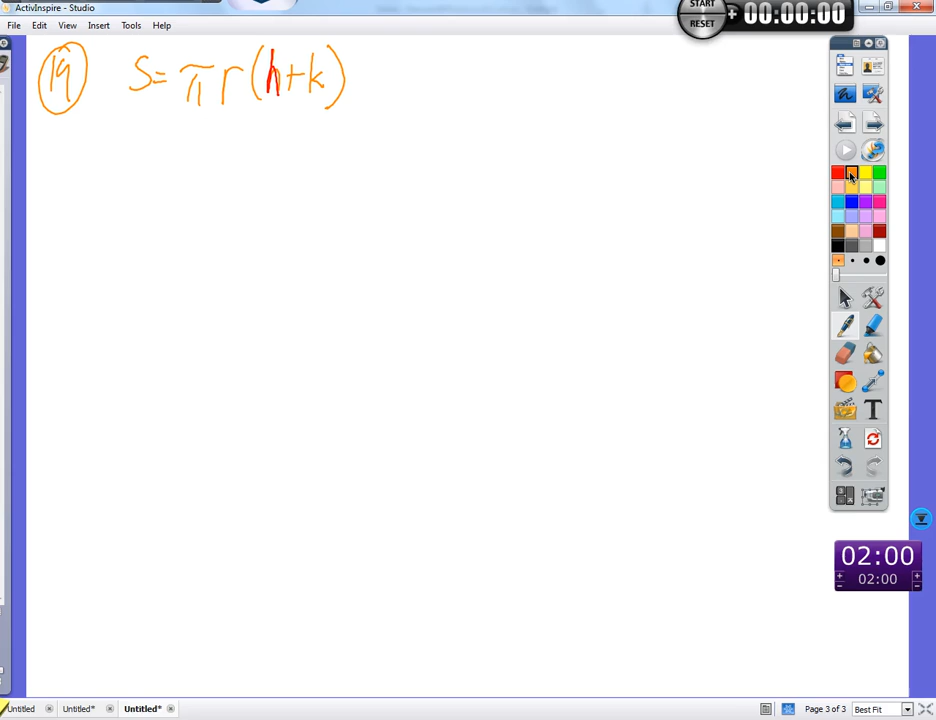 ActivInspire - Studio
START
RESET
00:00:00
File Edit View Insert Tools Help
19 S=πr(h+k)
T
02:00
02:00
Untitled Untitled* Untitled* Page 3 of 3 Best Fit